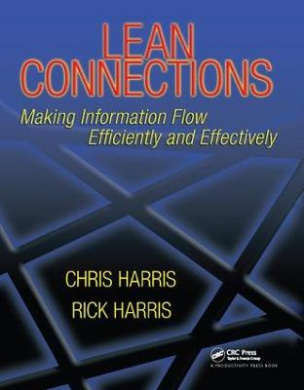 LEAN
CONNECTIONS
Making Information Flow
Efficiently and Effectively
CHRIS HARRIS
RICK HARRIS
CRC Press
Taylor & Francis Group
A PRODUCTIVITY PRESS BOOK